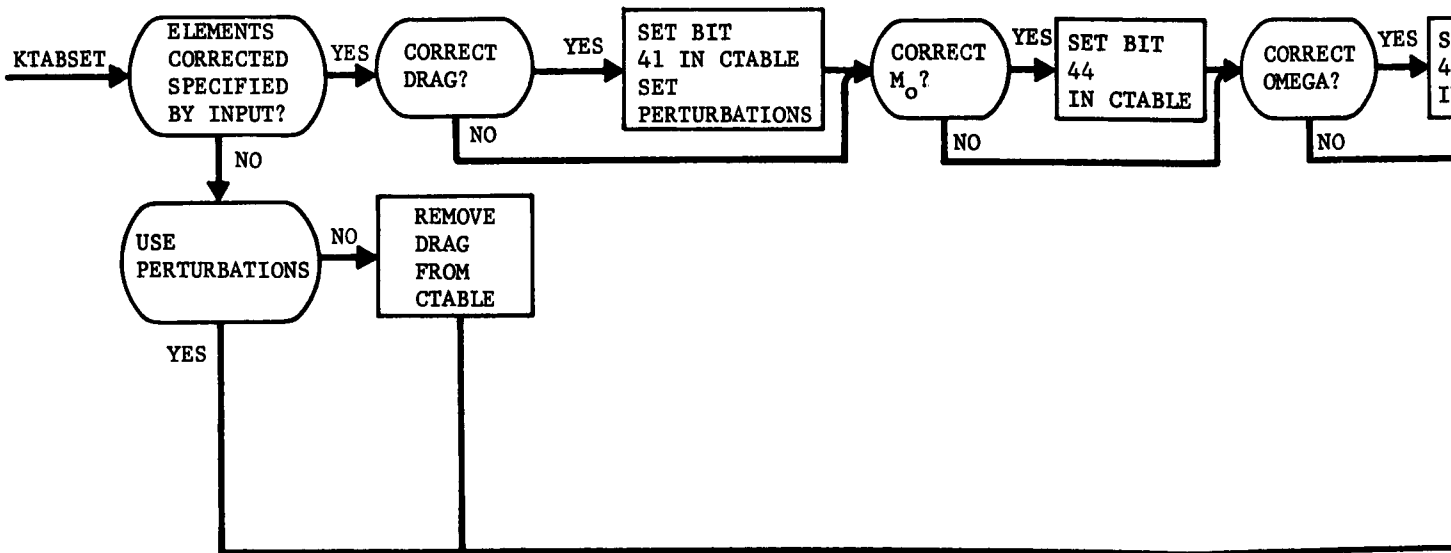 KTABSET
ELEMENTS
CORRECTED
SPECIFIED
BY INPUT?
YES
NO
CORRECT
DRAG?
YES
NO
SET BIT
41 IN CTABLE
SET
PERTURBATIONS
CORRECT
Mo?
YES
NO
SET BIT
44
IN CTABLE
CORRECT
OMEGA?
YES
NO
USE
PERTURBATIONS
NO
YES
REMOVE
DRAG
FROM
CTABLE